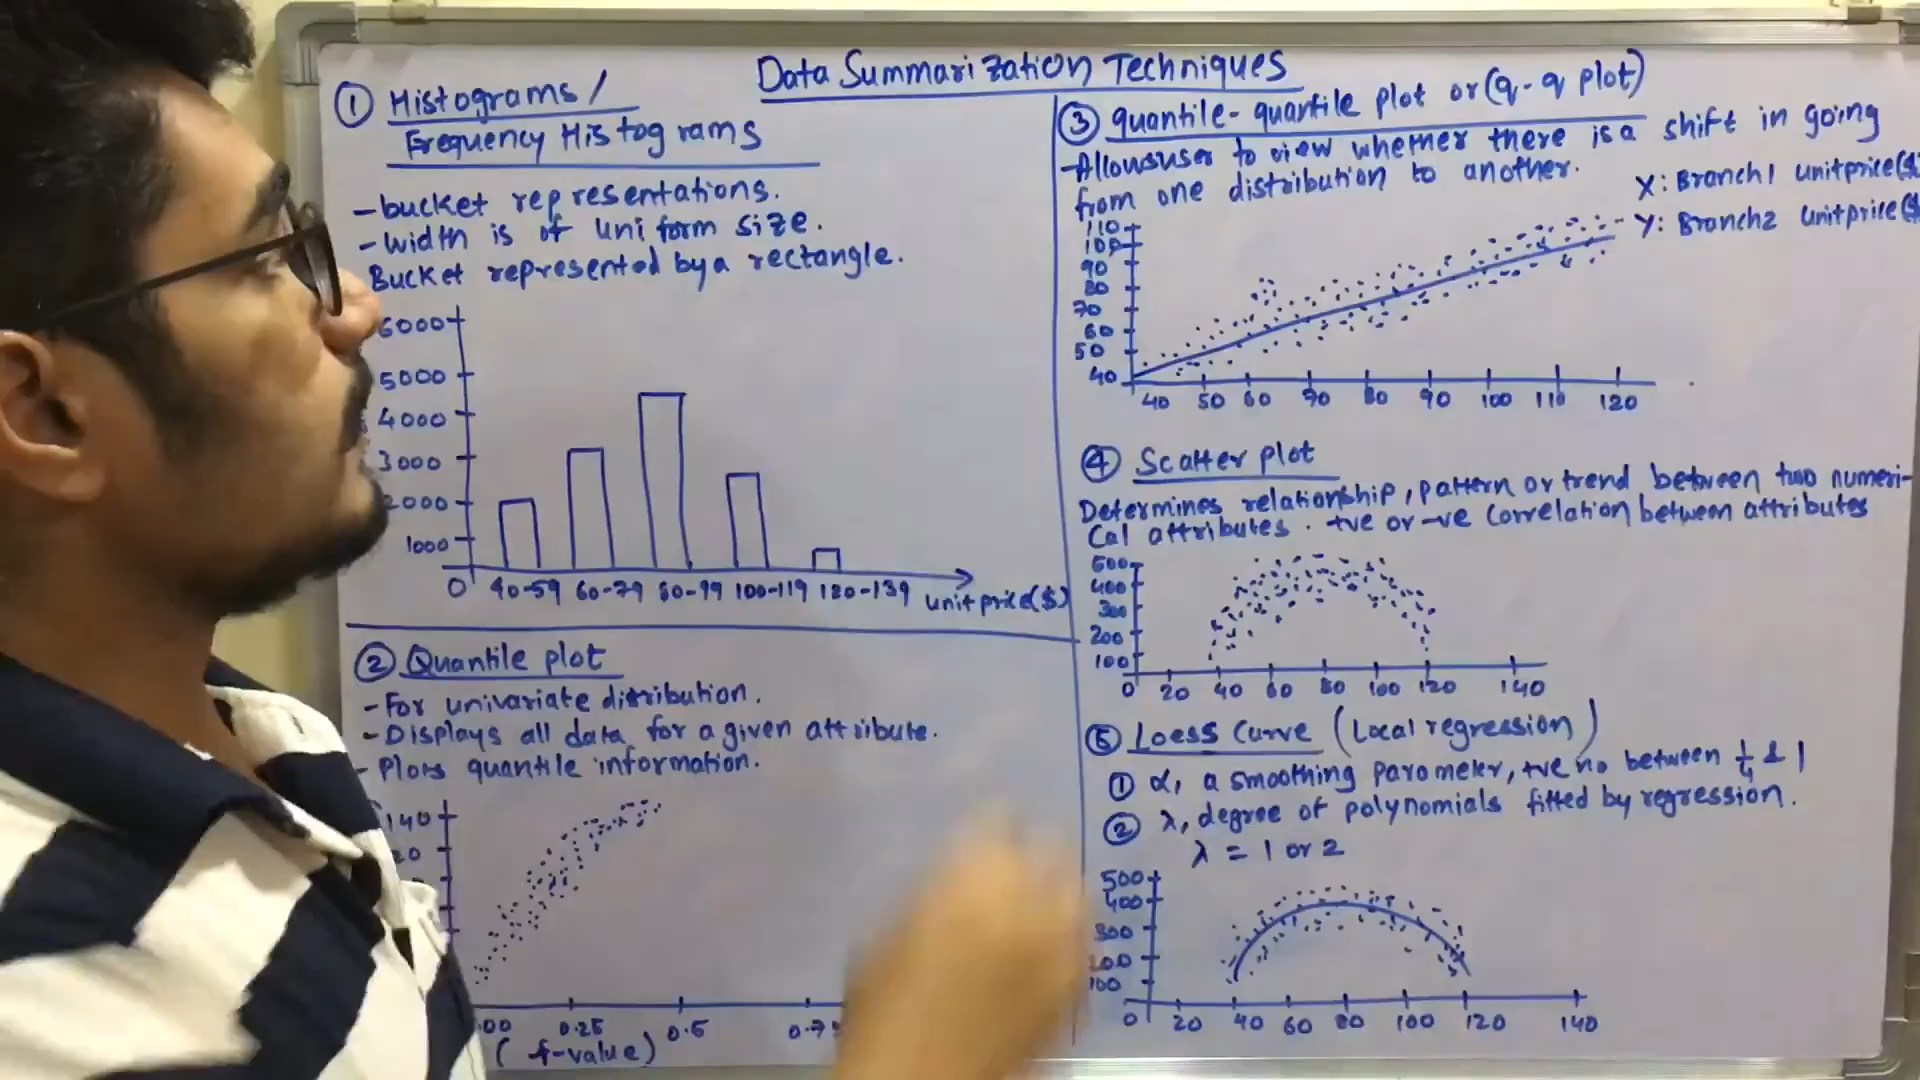 Data Summarization Techniques
① Histograms /
Frequency Histograms
- bucket representations.
- width is of uniform size.
Bucket represented by a rectangle.
6000
5000
4000
3000
2000
1000
0 40-59 60-79 80-99 100-119 120-139 unit price($)
② Quantile plot
- For univariate distribution.
- Displays all data for a given attribute.
- Plots quantile information.
140
0.25 0.5
(f-value)
③ quantile-quantile plot or (q-q plot)
- Allows user to view whether there is a shift in going
from one distribution to another.
X: Branch1 unitprice($
Y: Branch2 unitprice($
110
100
90
80
70
60
50
40
40 50 60 70 80 90 100 110 120
④ Scatter plot
Determines relationship, pattern or trend between two numeri-
cal attributes. +ve or -ve correlation between attributes
500
400
300
200
100
0 20 40 60 80 100 120 140
⑤ Loess Curve (Local regression)
① α, a smoothing parameter, +ve no between 1/4 & 1
② λ, degree of polynomials fitted by regression.
λ = 1 or 2
500
400
300
200
100
0 20 40 60 80 100 120 140